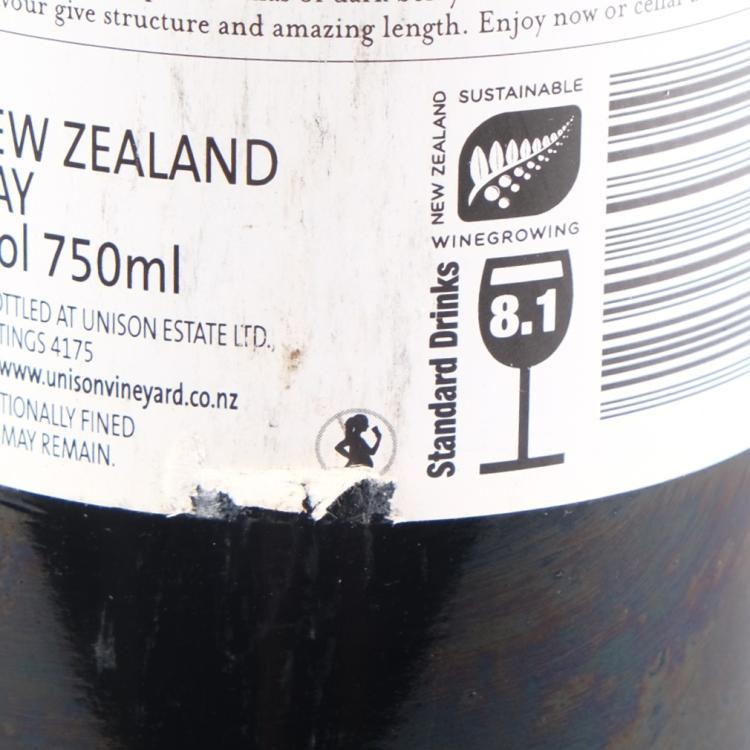 vour give structure and amazing length. Enjoy now or cellar
EW ZEALAND
AY
ol 750ml
OTTLED AT UNISON ESTATE LTD.,
TINGS 4175
www.unisonvineyard.co.nz
TIONALLY FINED
MAY REMAIN.
SUSTAINABLE
NEW ZEALAND
WINEGROWING
Standard Drinks
8.1